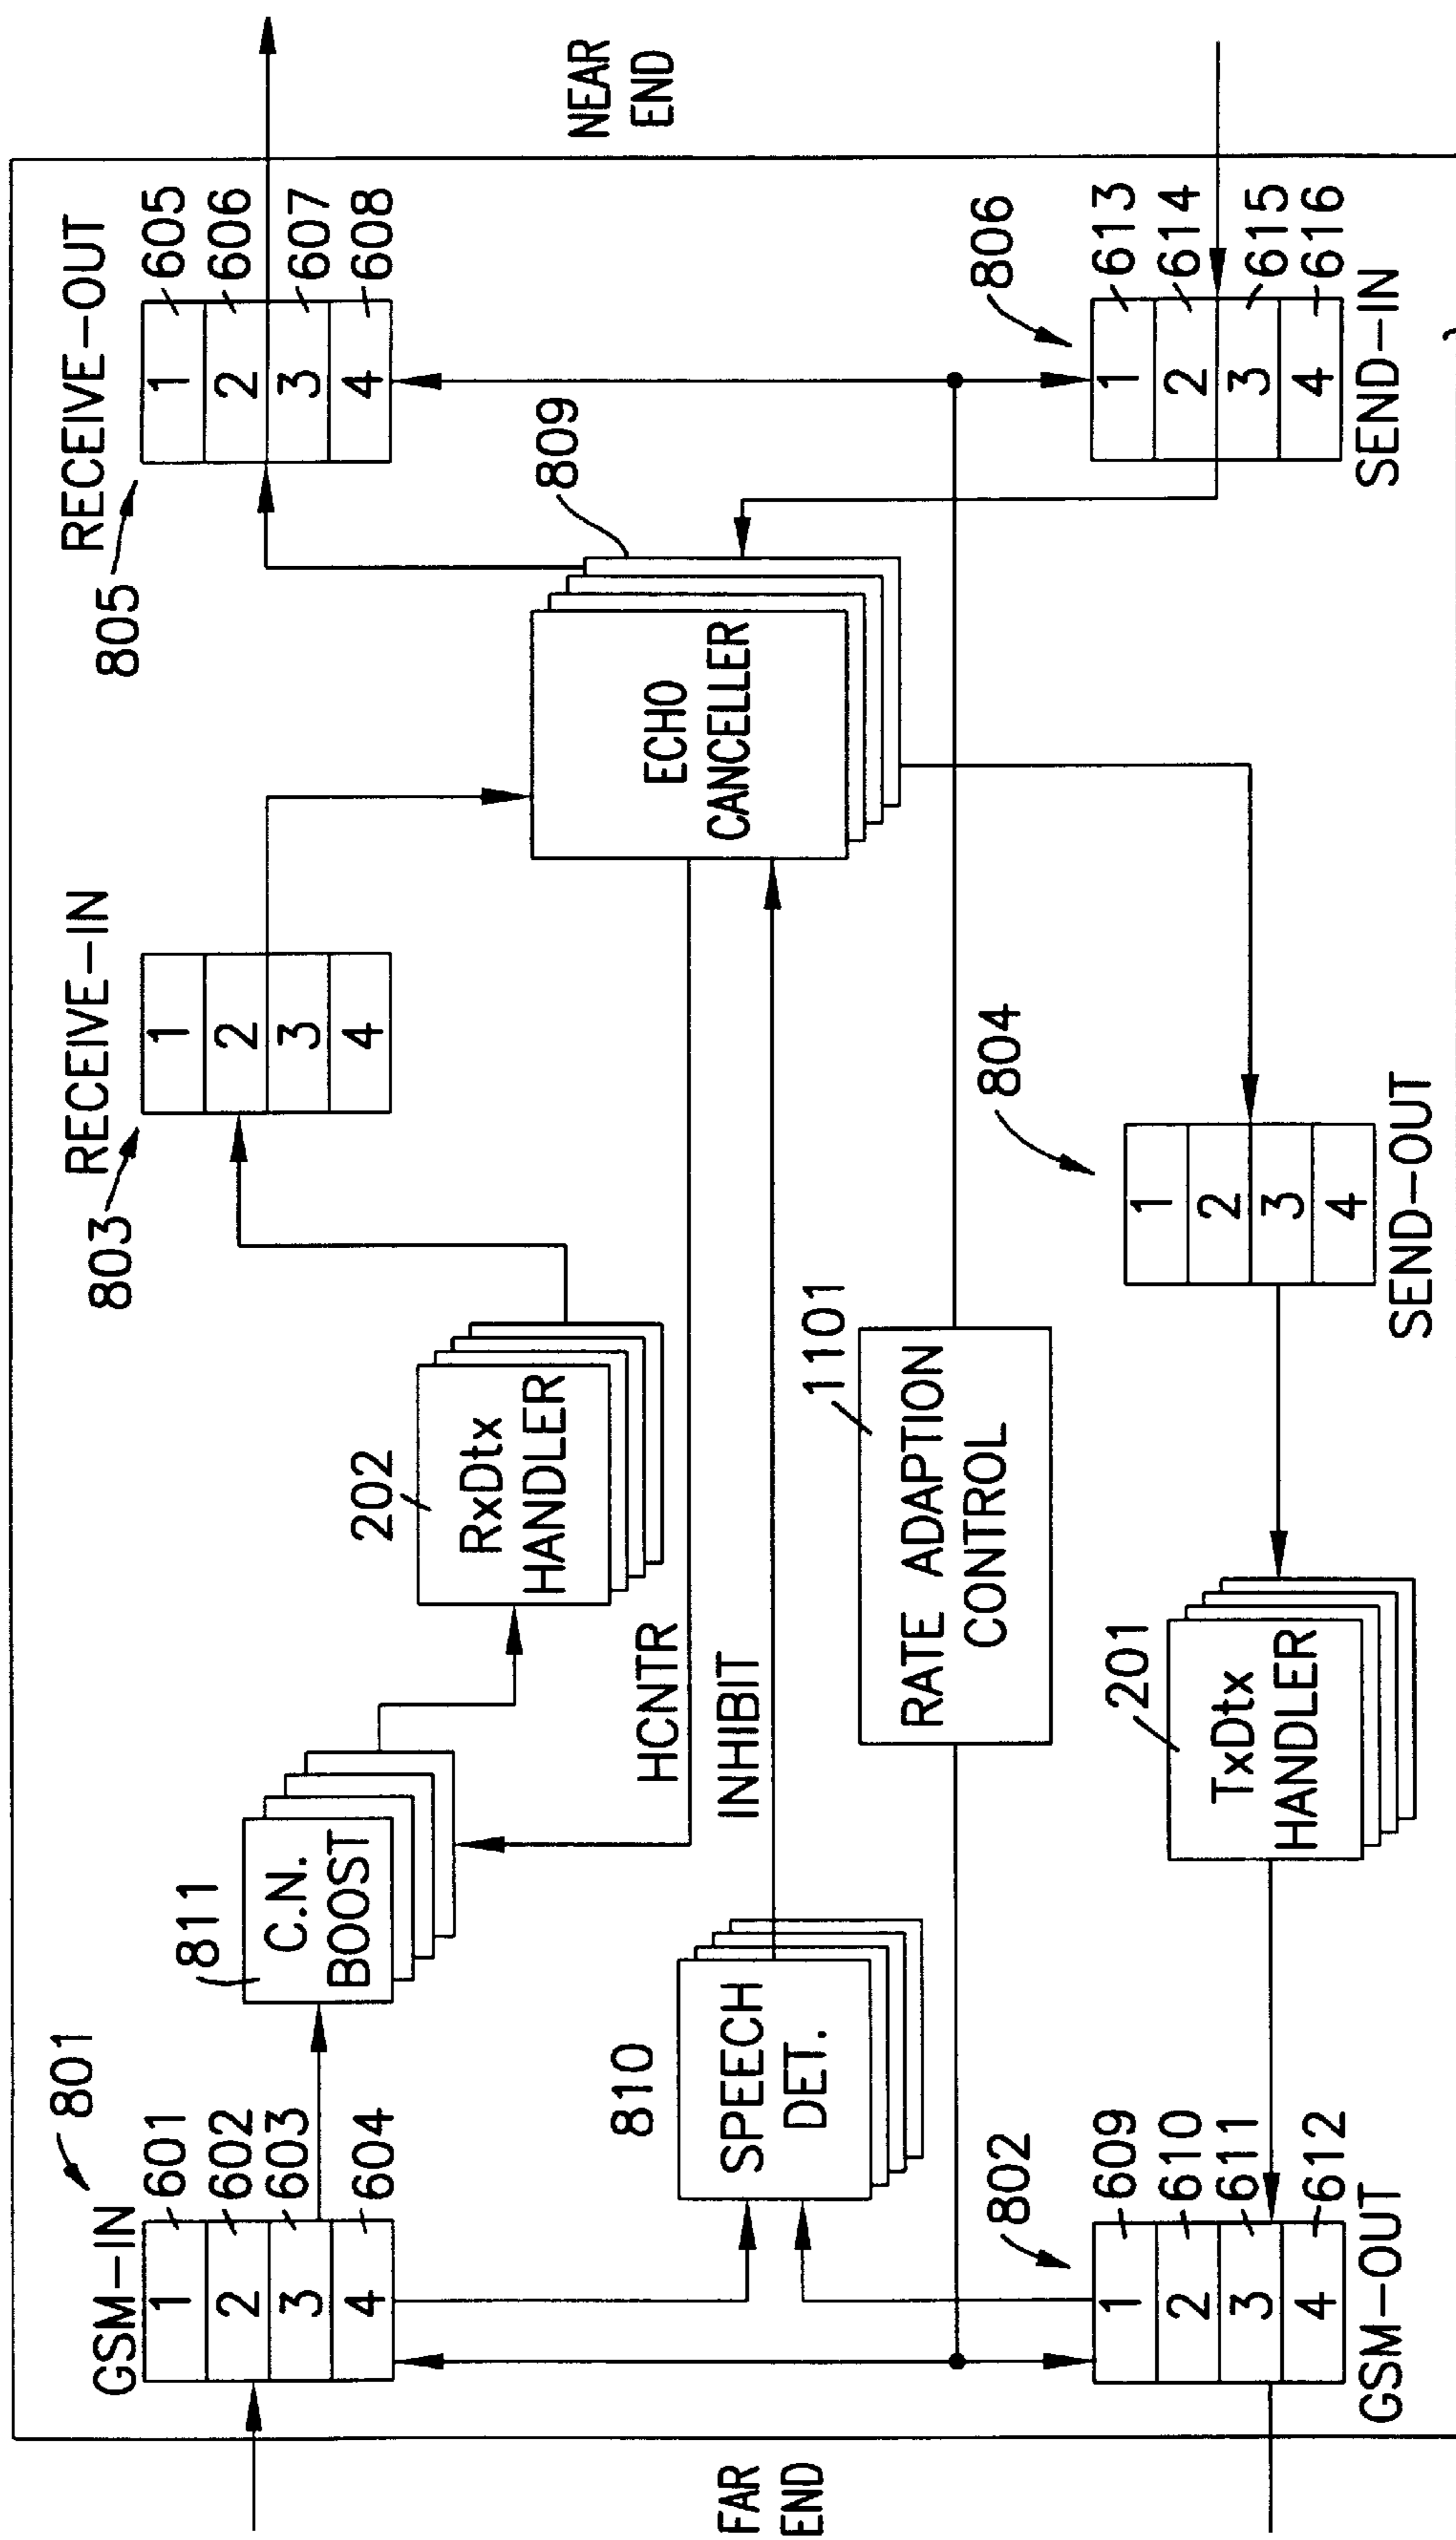 GSM-IN
801
1
2
3
4
601
602
603
604
811
C.N.
BOOST
202
RxDtx
HANDLER
803
RECEIVE-IN
1
2
3
4
805
RECEIVE-OUT
1
2
3
4
605
606
607
608
809
ECHO
CANCELLER
HCNTR
INHIBIT
810
SPEECH
DET.
FAR
END
NEAR
END
1101
RATE ADAPTION
CONTROL
802
1
2
3
4
609
610
611
612
GSM-OUT
201
TxDtx
HANDLER
804
1
2
3
4
SEND-OUT
806
1
2
3
4
613
614
615
616
SEND-IN